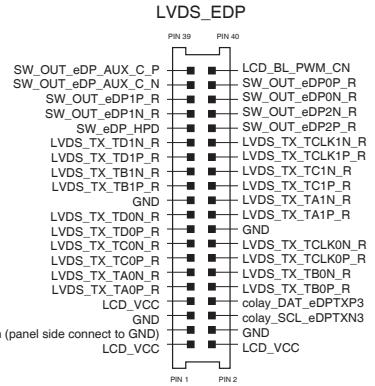 LVDS_EDP
PIN 39 PIN 40
SW_OUT_eDP_AUX_C_P LCD_BL_PWM_CN
SW_OUT_eDP_AUX_C_N SW_OUT_eDP0P_R
SW_OUT_eDP1P_R SW_OUT_eDP0N_R
SW_OUT_eDP1N_R SW_OUT_eDP2N_R
SW_eDP_HPD SW_OUT_eDP2P_R
LVDS_TX_TD1N_R LVDS_TX_TCLK1N_R
LVDS_TX_TD1P_R LVDS_TX_TCLK1P_R
LVDS_TX_TB1N_R LVDS_TX_TC1N_R
LVDS_TX_TB1P_R LVDS_TX_TC1P_R
GND LVDS_TX_TA1N_R
LVDS_TX_TD0N_R LVDS_TX_TA1P_R
LVDS_TX_TD0P_R GND
LVDS_TX_TC0N_R LVDS_TX_TCLK0N_R
LVDS_TX_TC0P_R LVDS_TX_TCLK0P_R
LVDS_TX_TA0N_R LVDS_TX_TB0N_R
LVDS_TX_TA0P_R LVDS_TX_TB0P_R
LCD_VCC colay_DAT_eDPTXP3
GND colay_SCL_eDPTXN3
(panel side connect to GND) GND
LCD_VCC LCD_VCC
PIN 1 PIN 2